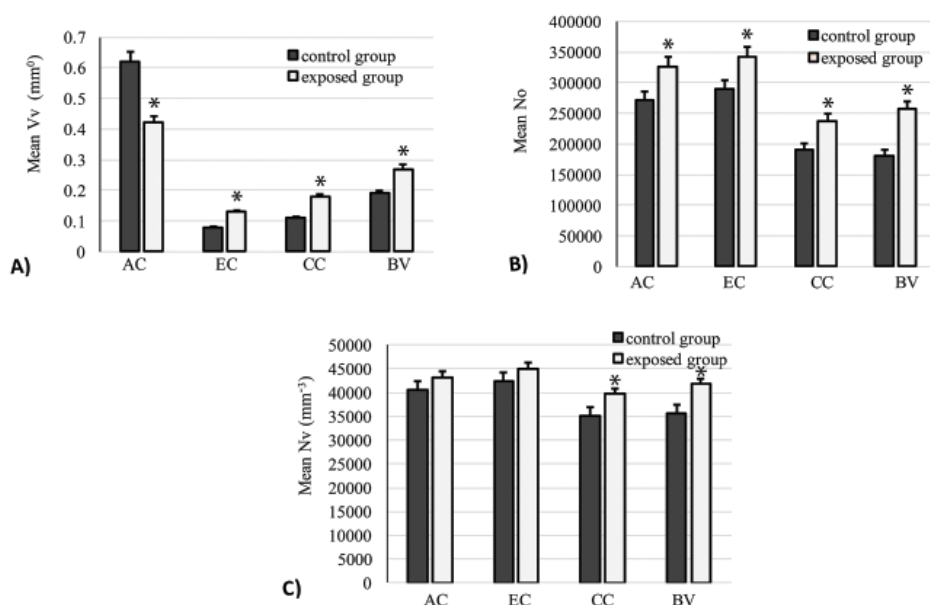 0.7
0.6
0.5
0.4
0.3
0.2
0.1
0
Mean Vv (mm⁰)
control group
exposed group
*
*
*
*
AC EC CC BV
A)
400000
350000
300000
250000
200000
150000
100000
50000
0
Mean No
control group
exposed group
*
*
*
*
AC EC CC BV
B)
50000
45000
40000
35000
30000
25000
20000
15000
10000
5000
0
Mean Nv (mm⁻³)
control group
exposed group
*
*
AC EC CC BV
C)